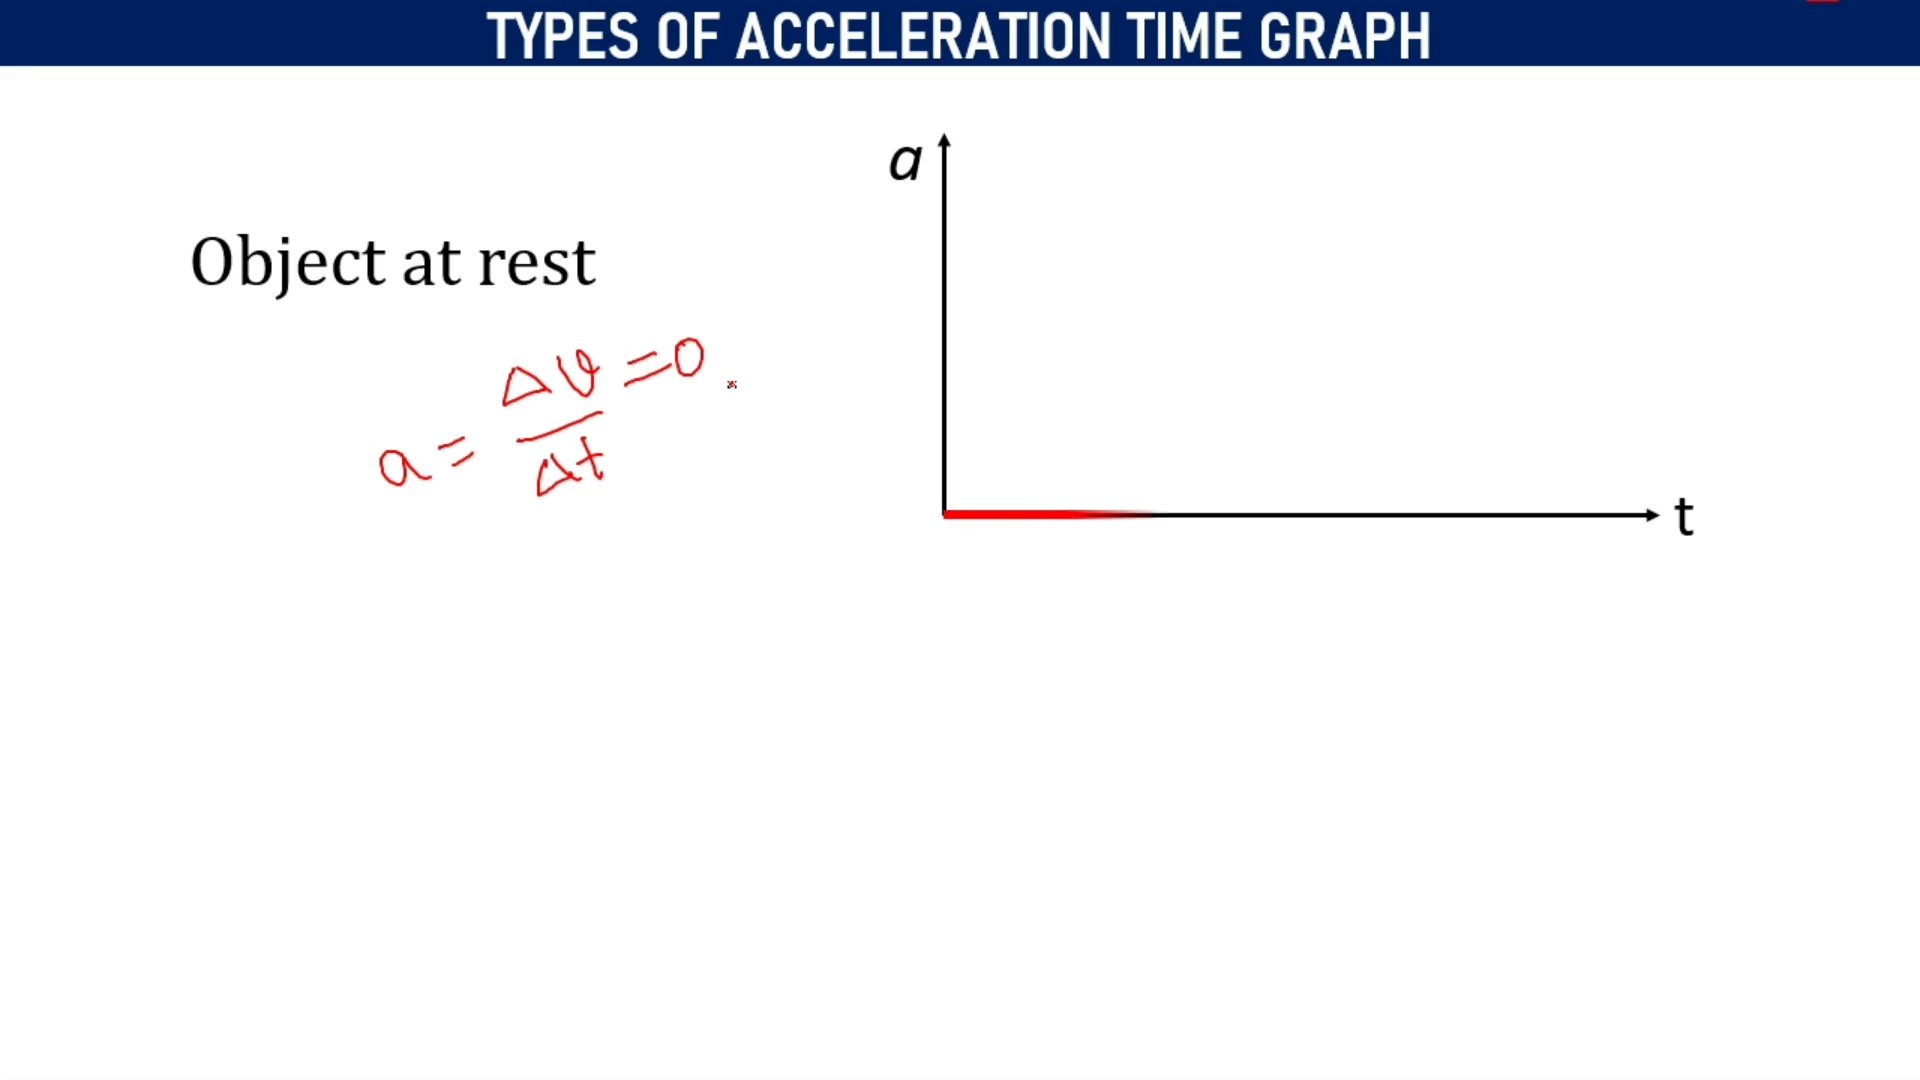 TYPES OF ACCELERATION TIME GRAPH
a
Object at rest
a = Δv = 0
Δt
t